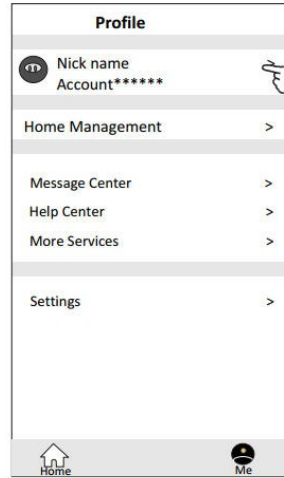 Profile
Nick name
Account******
Home Management >
Message Center >
Help Center >
More Services >
Settings >
Home Me